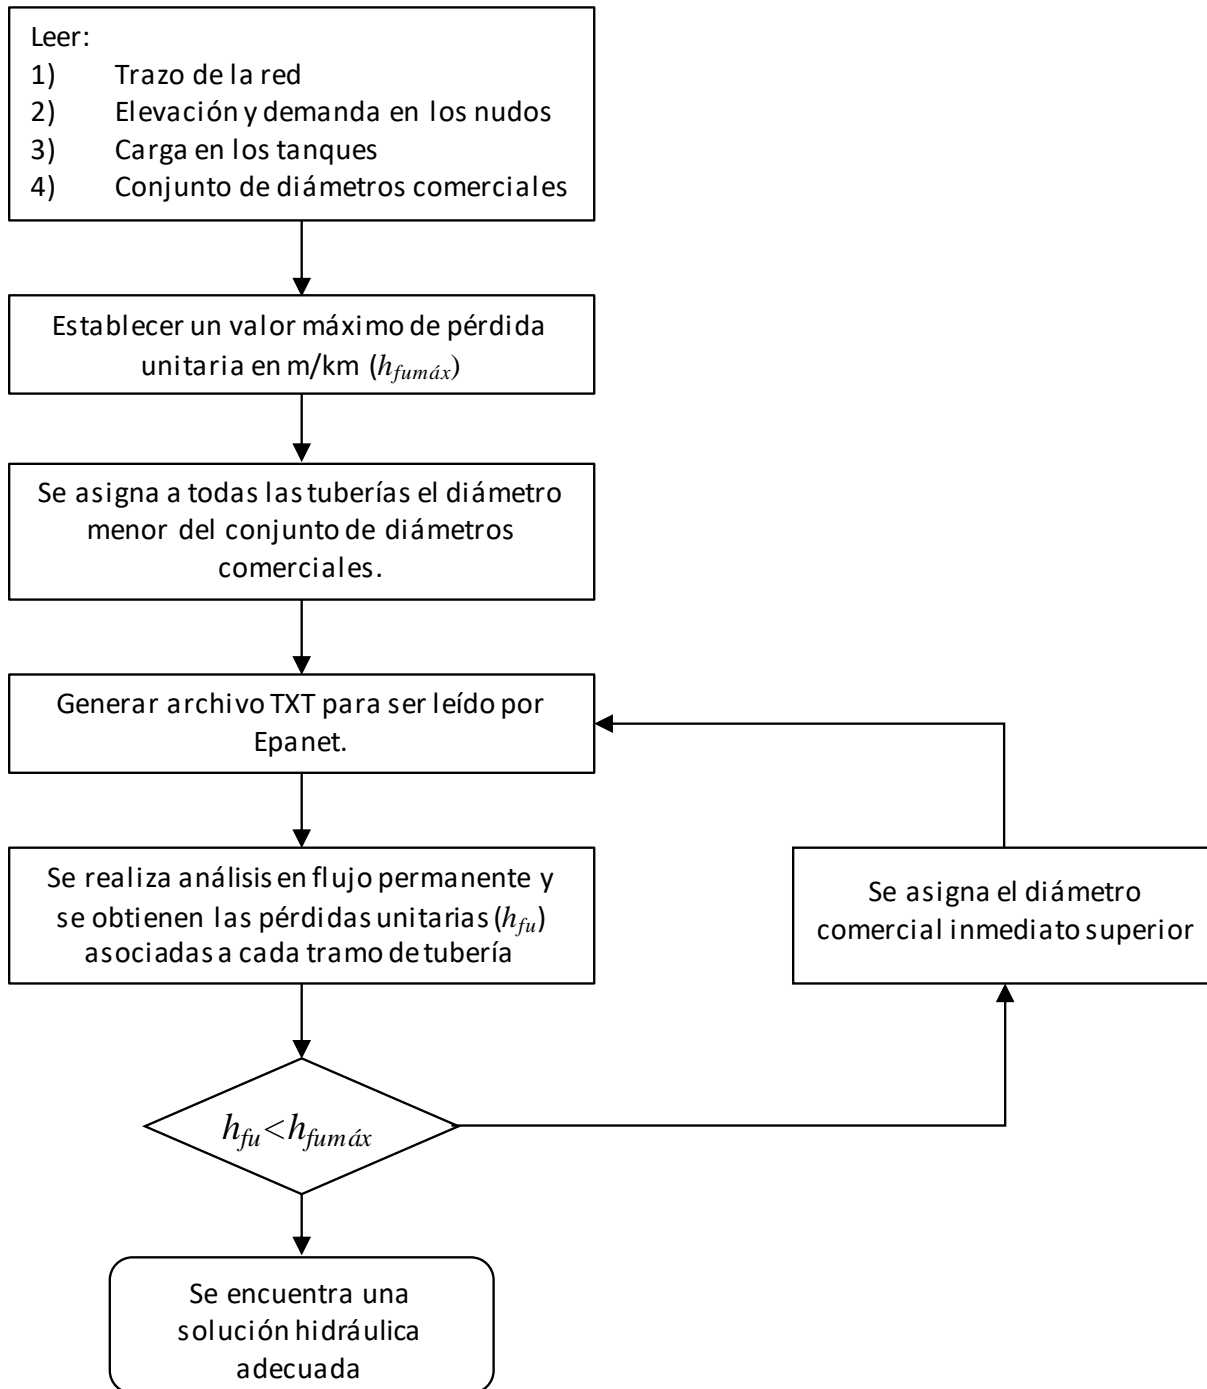 Leer:
1) Trazo de la red
2) Elevación y demanda en los nudos
3) Carga en los tanques
4) Conjunto de diámetros comerciales
Establecer un valor máximo de pérdida
unitaria en m/km (hfumáx)
Se asigna a todas las tuberías el diámetro
menor del conjunto de diámetros
comerciales.
Generar archivo TXT para ser leído por
Epanet.
Se realiza análisis en flujo permanente y
se obtienen las pérdidas unitarias (hfu)
asociadas a cada tramo de tubería
Se asigna el diámetro
comercial inmediato superior
hfu<hfumáx
Se encuentra una
solución hidráulica
adecuada